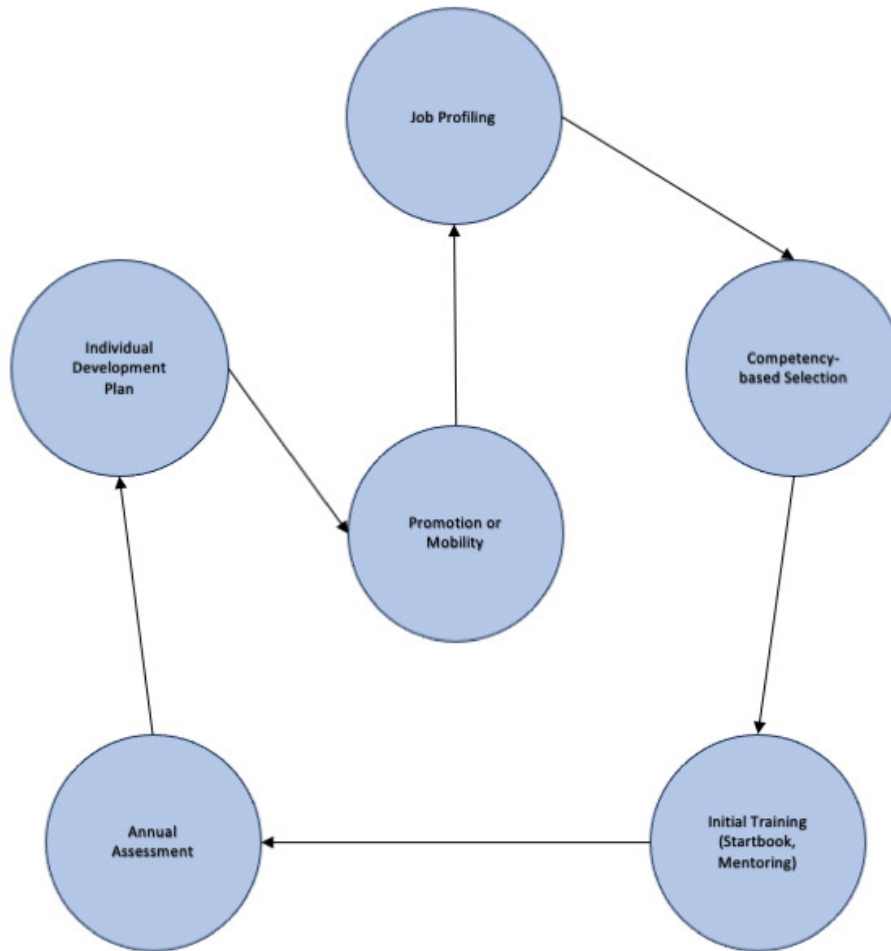 Job Profiling
Individual
Development
Plan
Competency-
based Selection
Promotion or
Mobility
Annual
Assessment
Initial Training
(Startbook,
Mentoring)